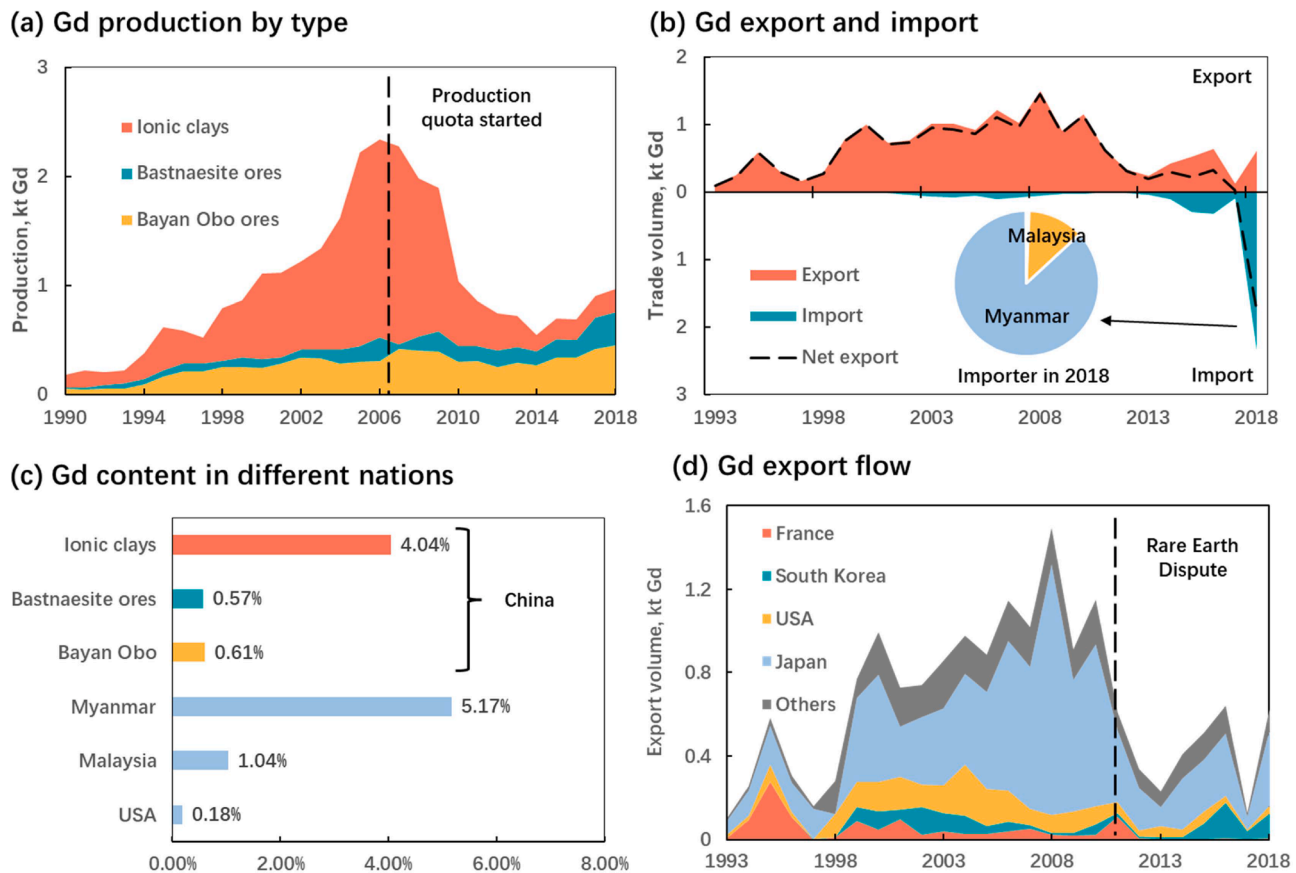 (a) Gd production by type
3
2
1
0
Production, kt Gd
Production
quota started
Ionic clays
Bastnaesite ores
Bayan Obo ores
1990 1994 1998 2002 2006 2010 2014 2018
(b) Gd export and import
2
1
0
1
2
3
Trade volume, kt Gd
Export
Malaysia
Myanmar
Export
Import
Net export
Importer in 2018
Import
1993 1998 2003 2008 2013 2018
(c) Gd content in different nations
Ionic clays 4.04%
Bastnaesite ores 0.57%
Bayan Obo 0.61%
China
Myanmar 5.17%
Malaysia 1.04%
USA 0.18%
0.00% 2.00% 4.00% 6.00% 8.00%
(d) Gd export flow
1.6
1.2
0.8
0.4
0
Export volume, kt Gd
France
South Korea
USA
Japan
Others
Rare Earth
Dispute
1993 1998 2003 2008 2013 2018